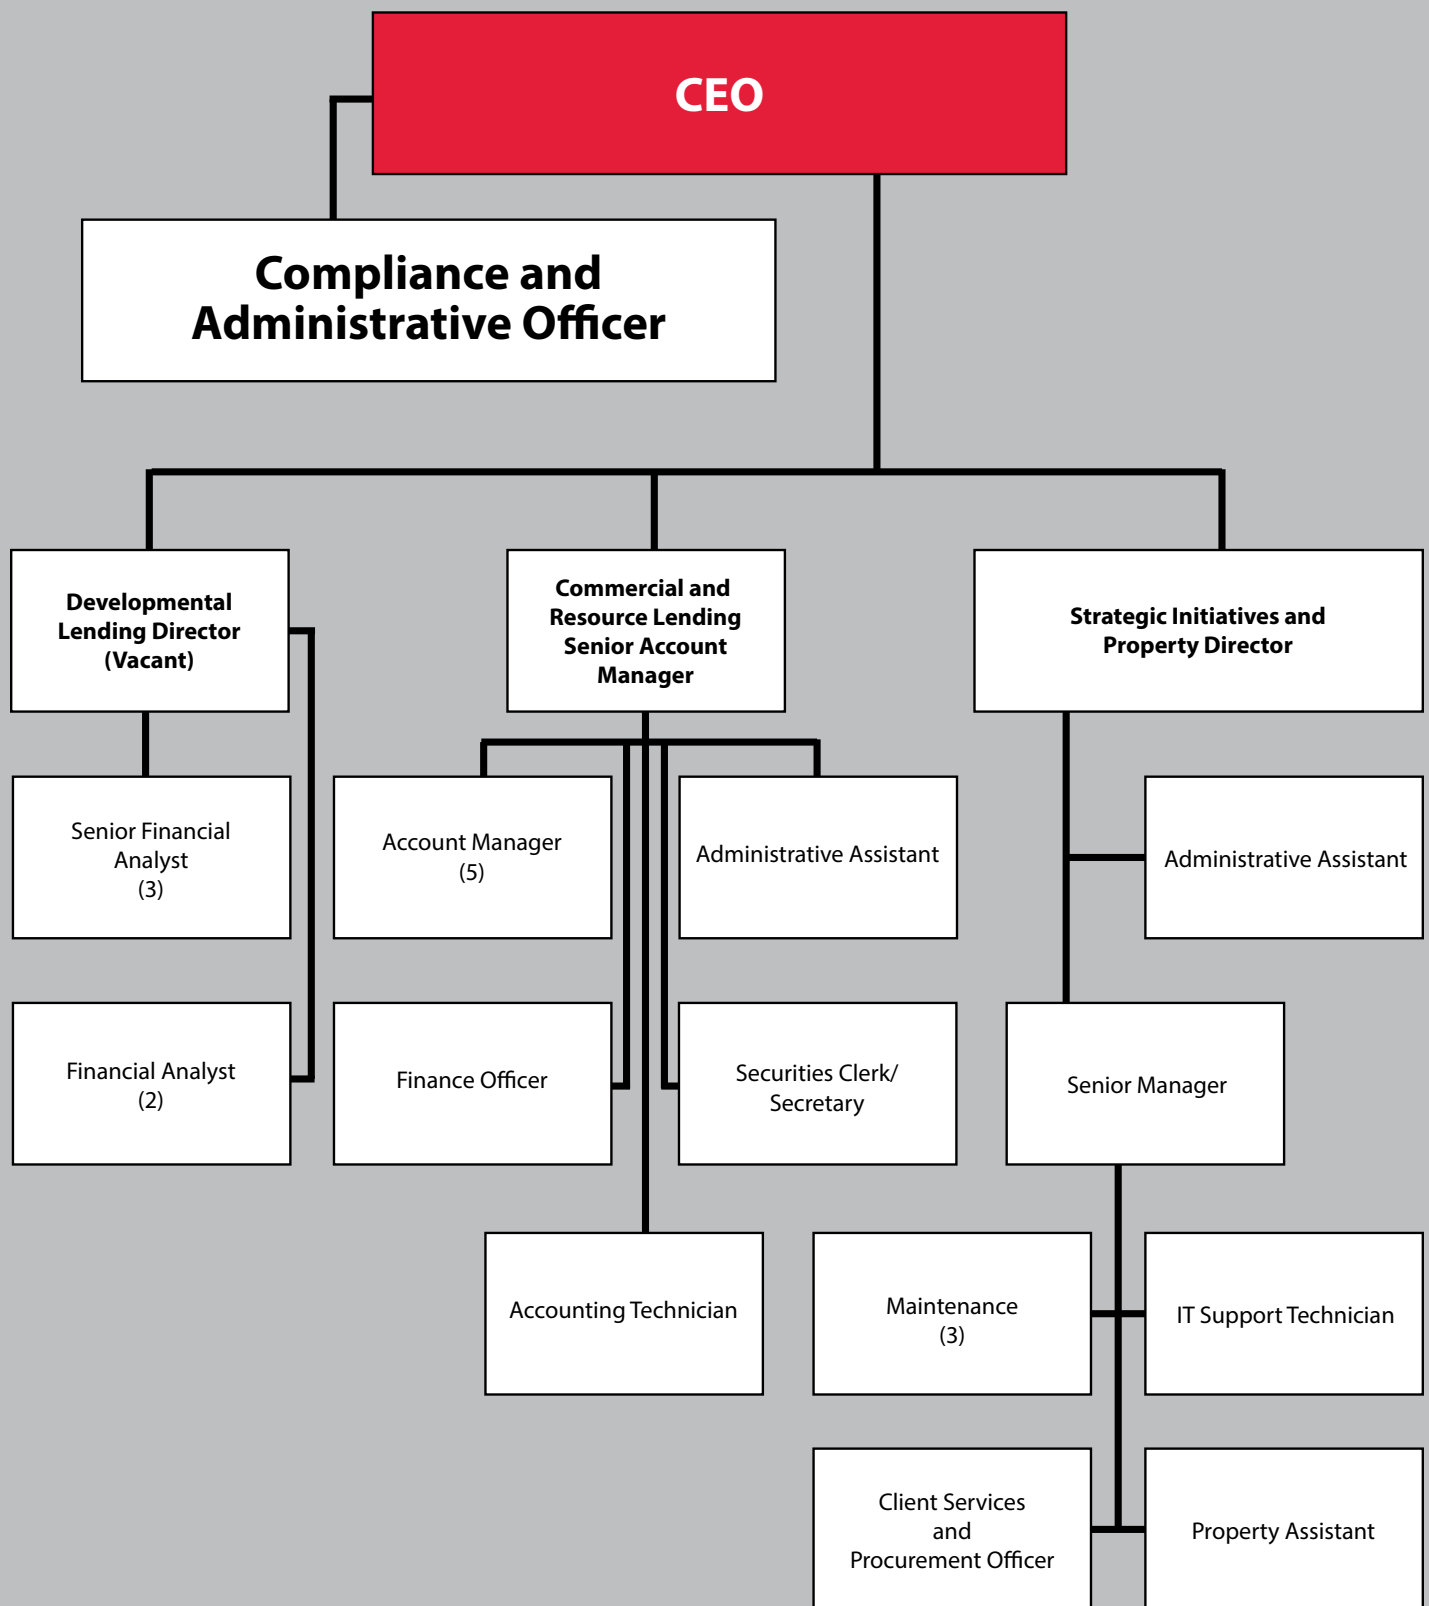 CEO
Compliance and
Administrative Officer
Developmental
Lending Director
(Vacant)
Commercial and
Resource Lending
Senior Account
Manager
Strategic Initiatives and
Property Director
Senior Financial
Analyst
(3)
Account Manager
(5)
Administrative Assistant
Administrative Assistant
Financial Analyst
(2)
Finance Officer
Securities Clerk/
Secretary
Senior Manager
Accounting Technician
Maintenance
(3)
IT Support Technician
Client Services
and
Procurement Officer
Property Assistant